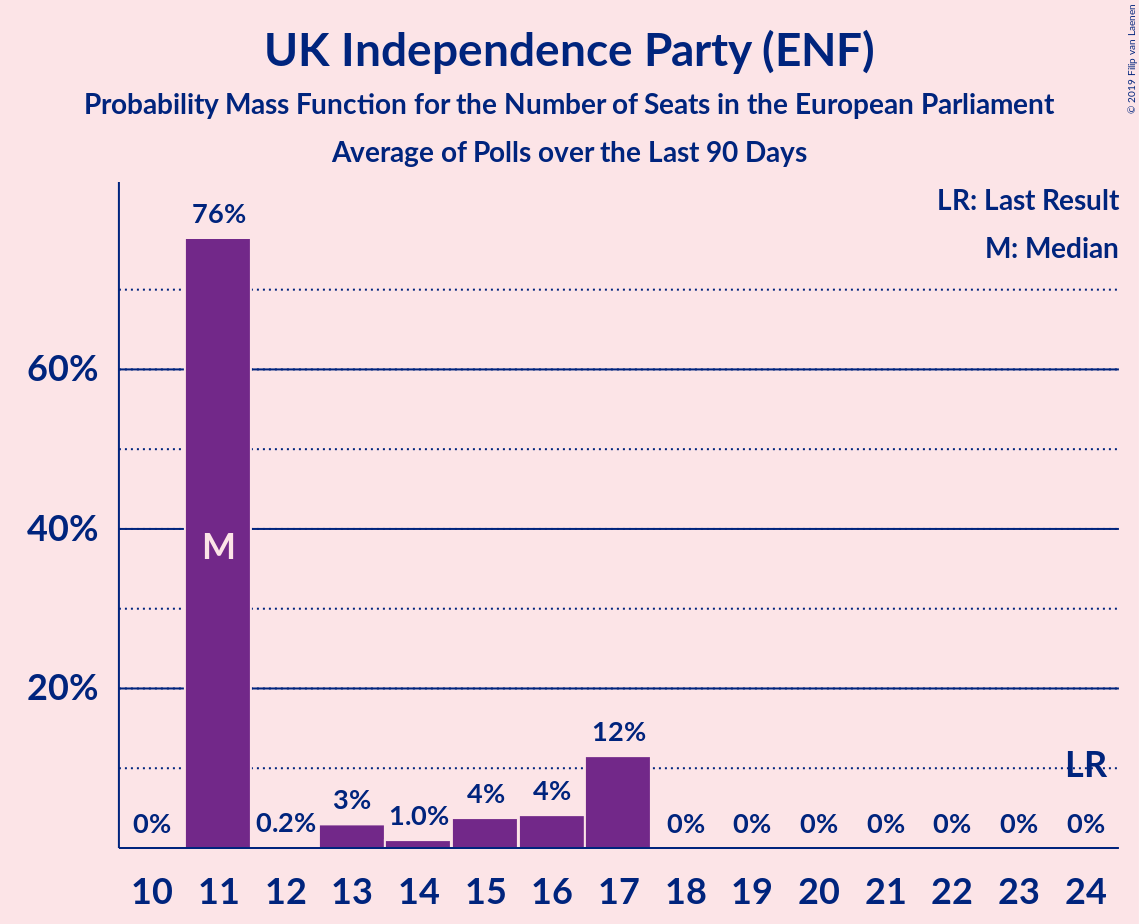 UK Independence Party (ENF)
Probability Mass Function for the Number of Seats in the European Parliament
Average of Polls over the Last 90 Days
© 2019 Filip van Laenen
LR: Last Result
M: Median
76%
60%
40%
20%
M
12%
LR
0%
0.2%
3%
1.0%
4%
4%
0%
0%
0%
0%
0%
0%
0%
10 11 12 13 14 15 16 17 18 19 20 21 22 23 24